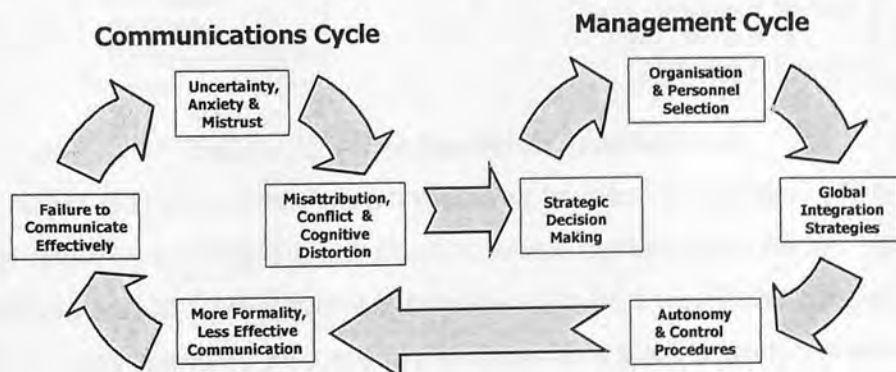 Communications Cycle
Management Cycle
Uncertainty,
Anxiety &
Mistrust
Organisation
& Personnel
Selection
Failure to
Communicate
Effectively
Misattribution,
Conflict &
Cognitive
Distortion
Strategic
Decision
Making
Global
Integration
Strategies
More Formality,
Less Effective
Communication
Autonomy
& Control
Procedures